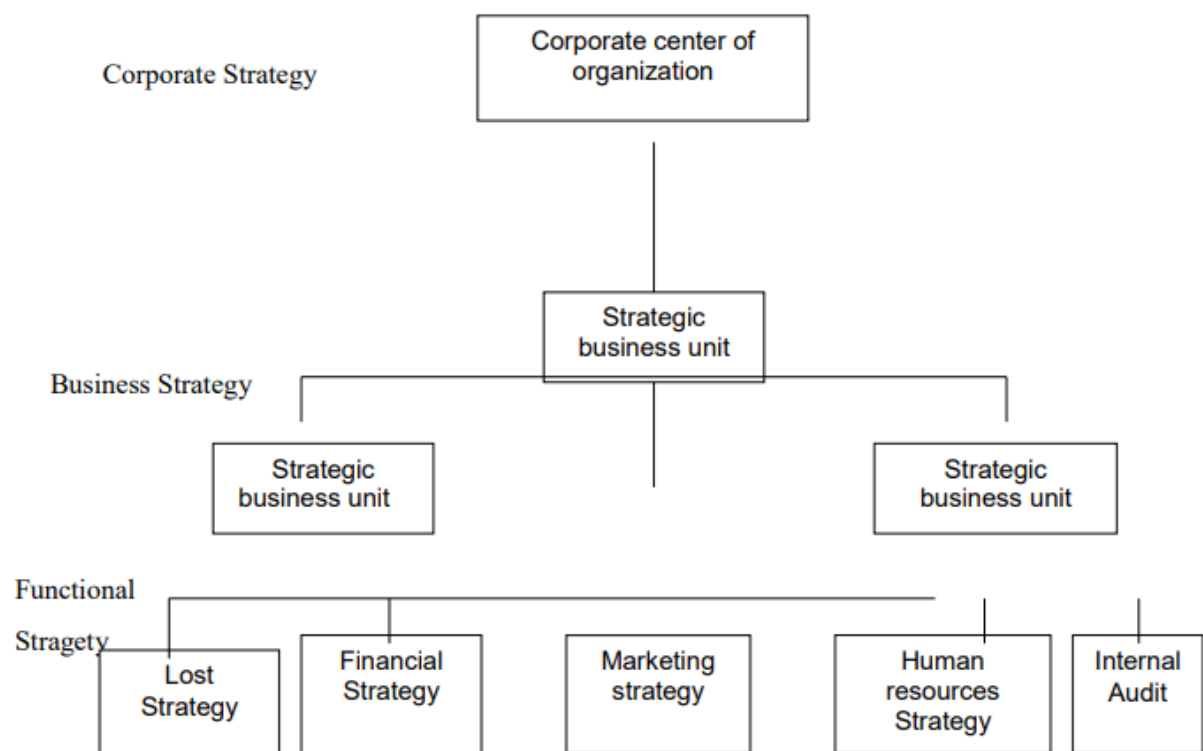 Corporate center of
organization
Corporate Strategy
Strategic
business unit
Business Strategy
Strategic
business unit
Strategic
business unit
Functional
Stragety
Lost
Strategy
Financial
Strategy
Marketing
strategy
Human
resources
Strategy
Internal
Audit